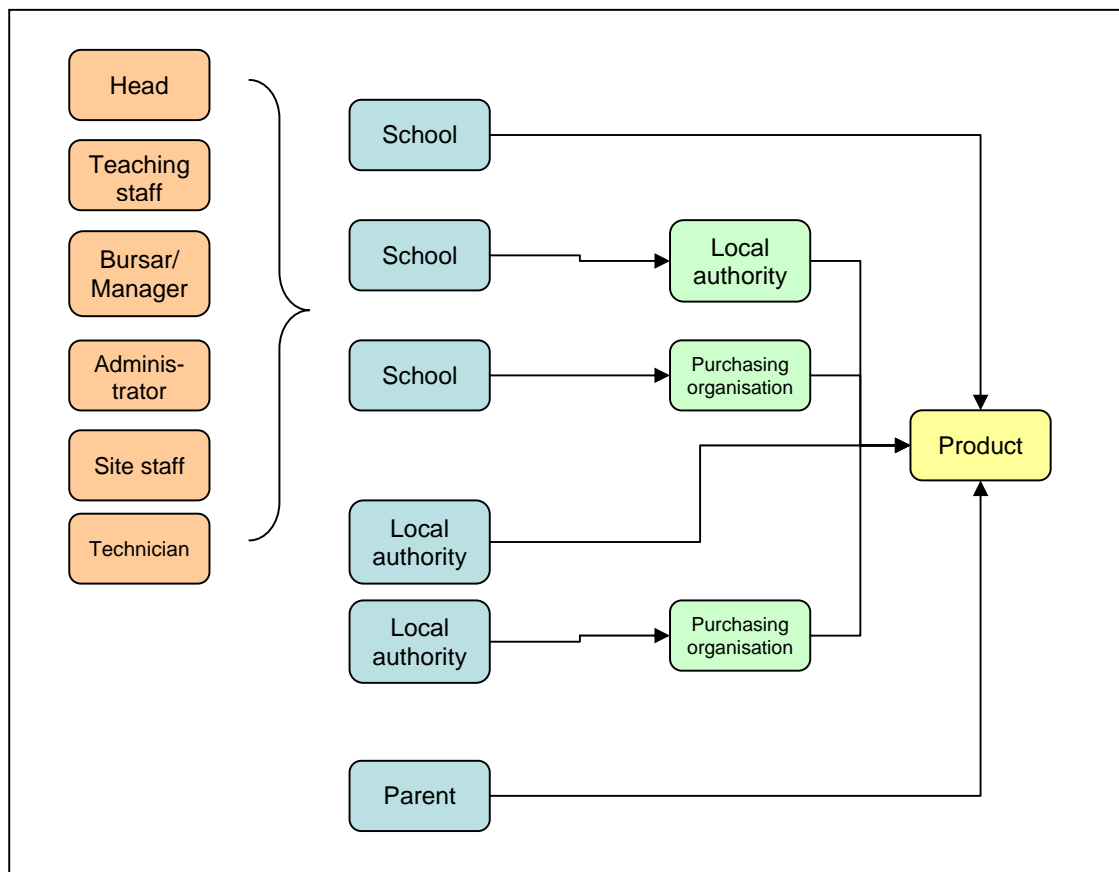 Head
Teaching
staff
Bursar/
Manager
Adminis-
trator
Site staff
Technician
School
School
School
Local
authority
Local
authority
Parent
Local
authority
Purchasing
organisation
Purchasing
organisation
Product